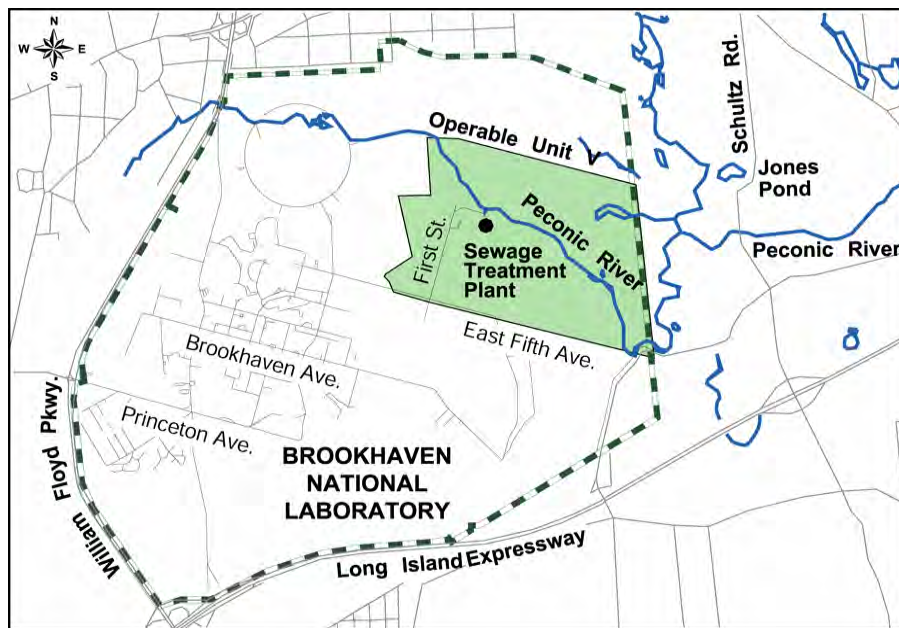 N
W E
S
Operable Unit V
Schultz Rd.
Jones
Pond
Peconic River
Peconic River
First St.
Sewage
Treatment
Plant
East Fifth Ave.
Brookhaven Ave.
Princeton Ave.
William Floyd Pkwy.
BROOKHAVEN
NATIONAL
LABORATORY
Long Island Expressway